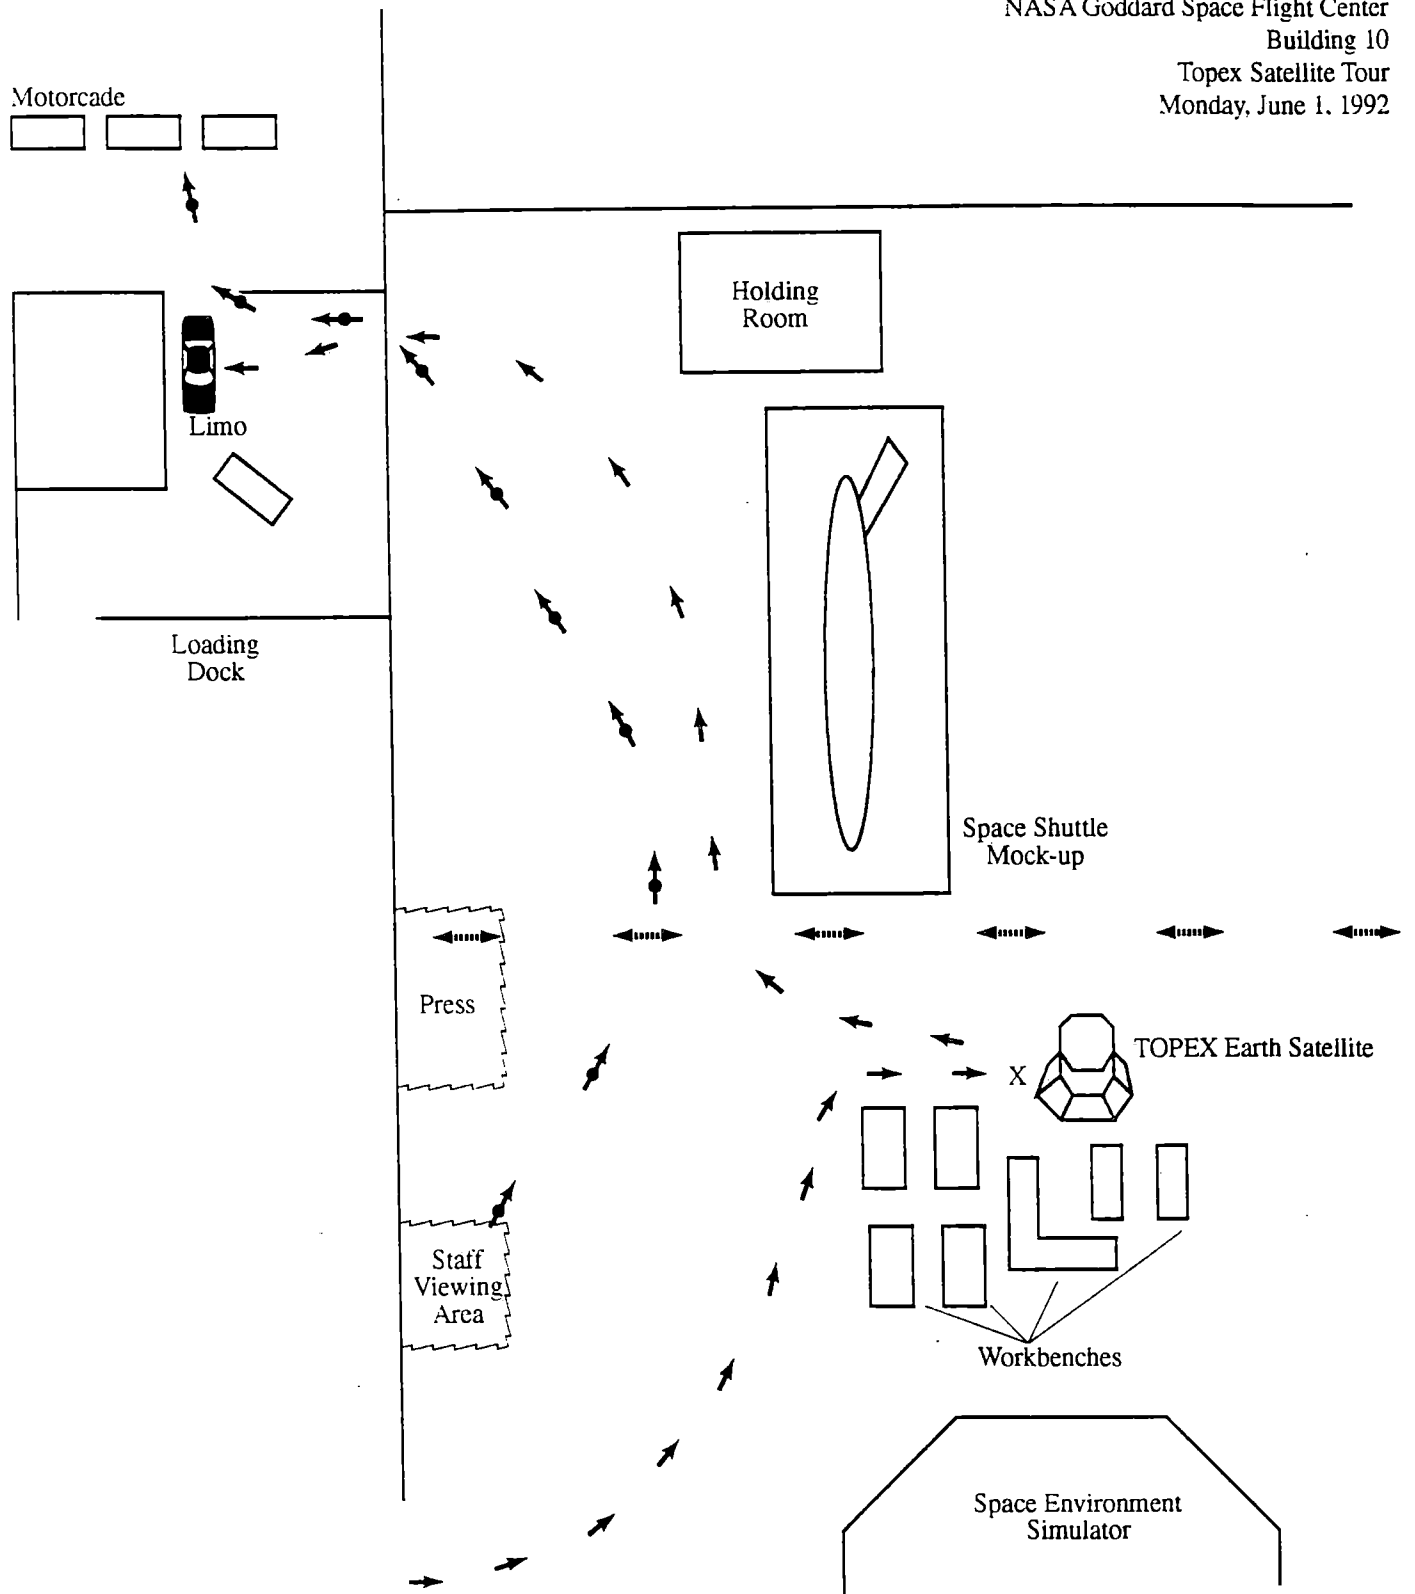 NASA Goddard Space Flight Center
Building 10
Topex Satellite Tour
Monday, June 1. 1992
Motorcade
Holding
Room
Limo
Loading
Dock
Space Shuttle
Mock-up
Press
TOPEX Earth Satellite
X
Staff
Viewing
Area
Workbenches
Space Environment
Simulator